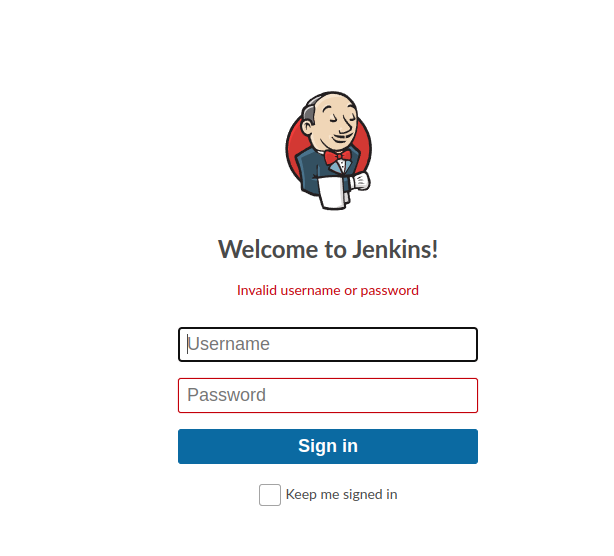 Welcome to Jenkins!
Invalid username or password
Username
Password
Sign in
Keep me signed in